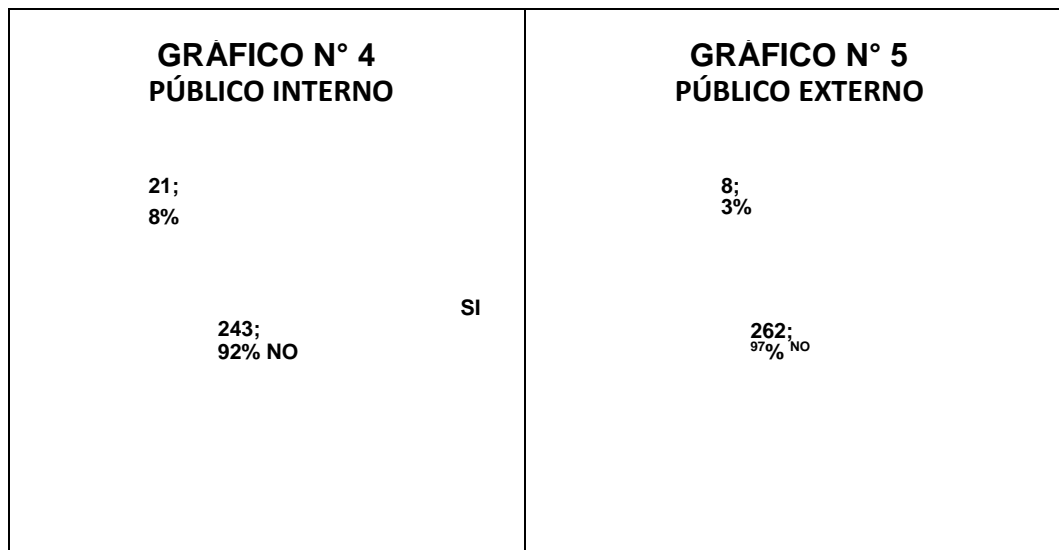 GRÁFICO N° 4
PÚBLICO INTERNO
21;
8%
SI
243;
92% NO
GRÁFICO N° 5
PÚBLICO EXTERNO
8;
3%
262;
97% NO